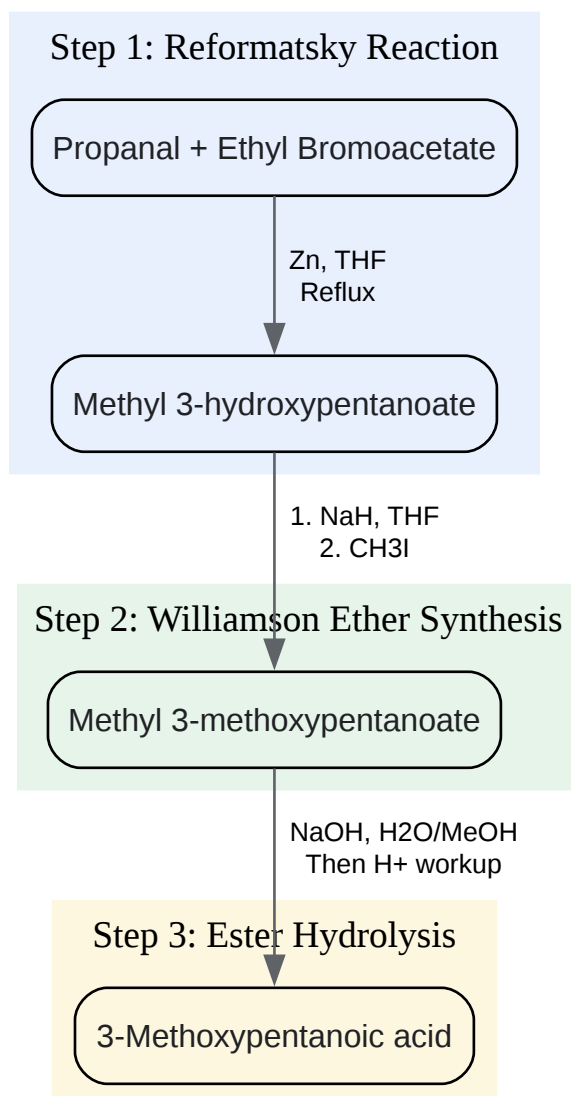 Step 1: Reformatsky Reaction
Propanal + Ethyl Bromoacetate
Zn, THF
Reflux
Methyl 3-hydroxypentanoate
1. NaH, THF
2. CH3I
Step 2: Williamson Ether Synthesis
Methyl 3-methoxypentanoate
NaOH, H2O/MeOH
Then H+ workup
Step 3: Ester Hydrolysis
3-Methoxypentanoic acid